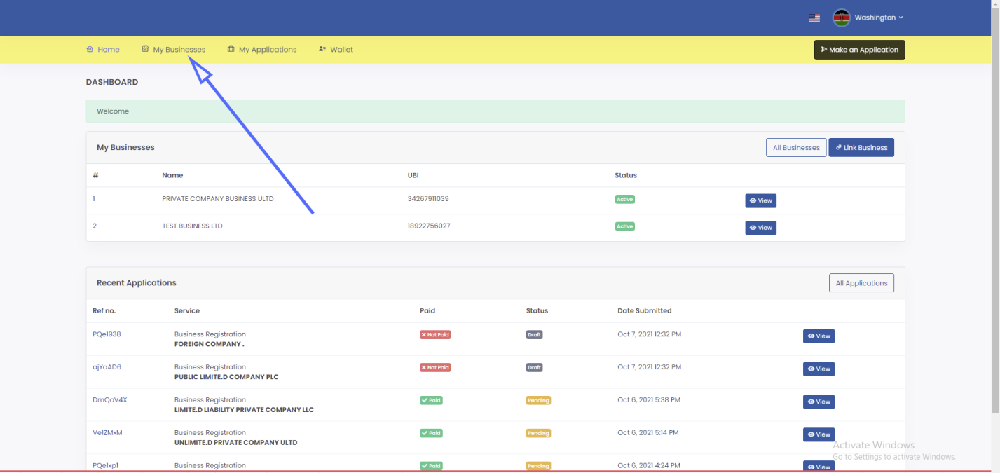 Washington
Home My Businesses My Applications Wallet Make an Application
DASHBOARD
Welcome
My Businesses All Businesses Link Business
# Name UBI Status
1 PRIVATE COMPANY BUSINESS ULTD 34267911039 Active View
2 TEST BUSINESS LTD 18922756027 Active View
Recent Applications All Applications
Ref no. Service Paid Status Date Submitted
PQe1938 Business Registration Not Paid Draft Oct 7, 2021 12:32 PM View
FOREIGN COMPANY .
ajYaAD6 Business Registration Not Paid Draft Oct 7, 2021 12:32 PM View
PUBLIC LIMITE.D COMPANY PLC
DmQoV4X Business Registration Paid Pending Oct 6, 2021 5:38 PM View
LIMITE.D LIABILITY PRIVATE COMPANY LLC
Ve1ZMxM Business Registration Paid Pending Oct 6, 2021 5:14 PM View
UNLIMITE.D PRIVATE COMPANY ULTD
PQe1xp1 Business Registration Paid Pending Oct 6, 2021 4:24 PM View
Activate Windows
Go to Settings to activate Windows.